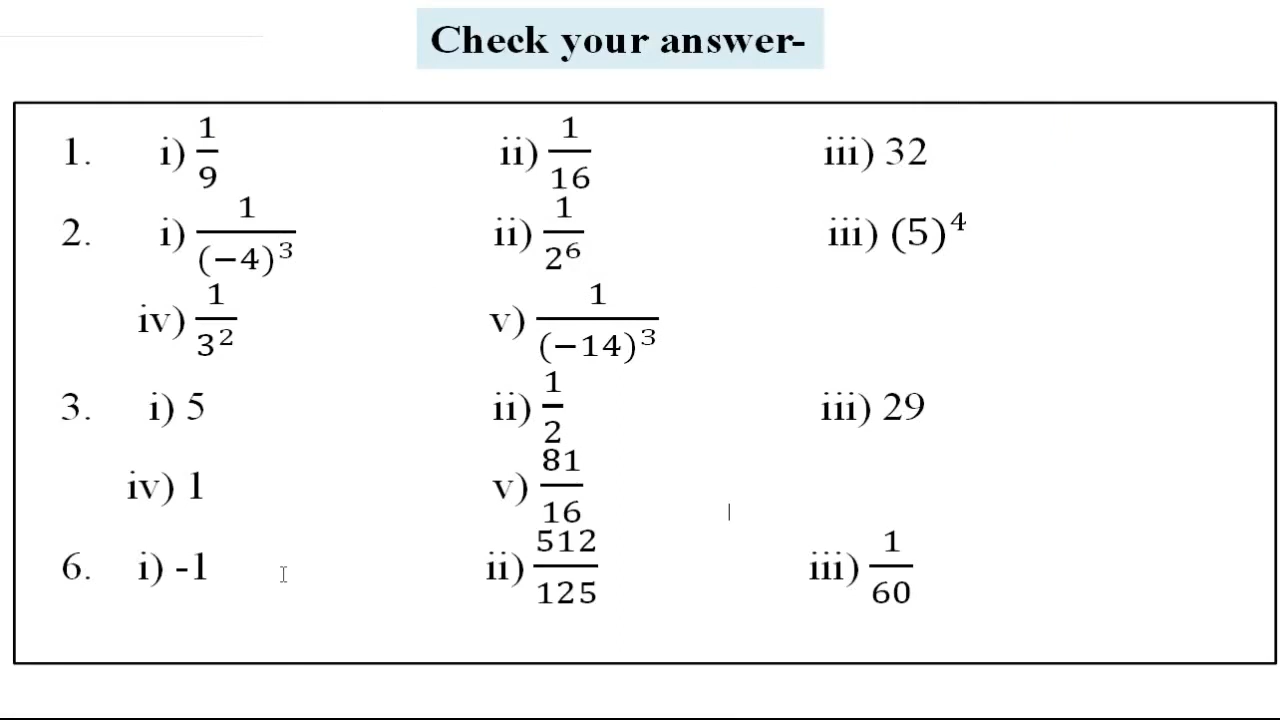 Check your answer-
1. i) 1/9 ii) 1/16 iii) 32
2. i) 1/(−4)³ ii) 1/2⁶ iii) (5)⁴
iv) 1/3² v) 1/(−14)³
3. i) 5 ii) 1/2 iii) 29
iv) 1 v) 81/16
6. i) -1 ii) 512/125 iii) 1/60